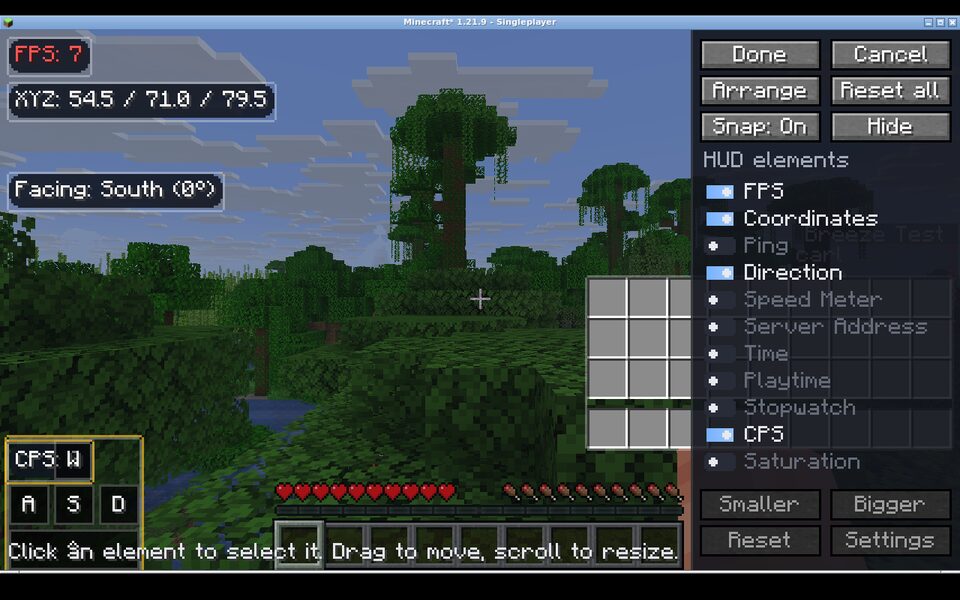 Minecraft* 1.21.9 - Singleplayer
FPS: 7
XYZ: 54.5 / 71.0 / 79.5
Facing: South (0°)
Done
Cancel
Arrange
Reset all
Snap: On
Hide
HUD elements
FPS
Coordinates
Ping
Direction
Speed Meter
Server Address
Time
Playtime
Stopwatch
CPS
Saturation
Smaller
Bigger
Reset
Settings
CPS W
A S D
Click an element to select it. Drag to move, scroll to resize.